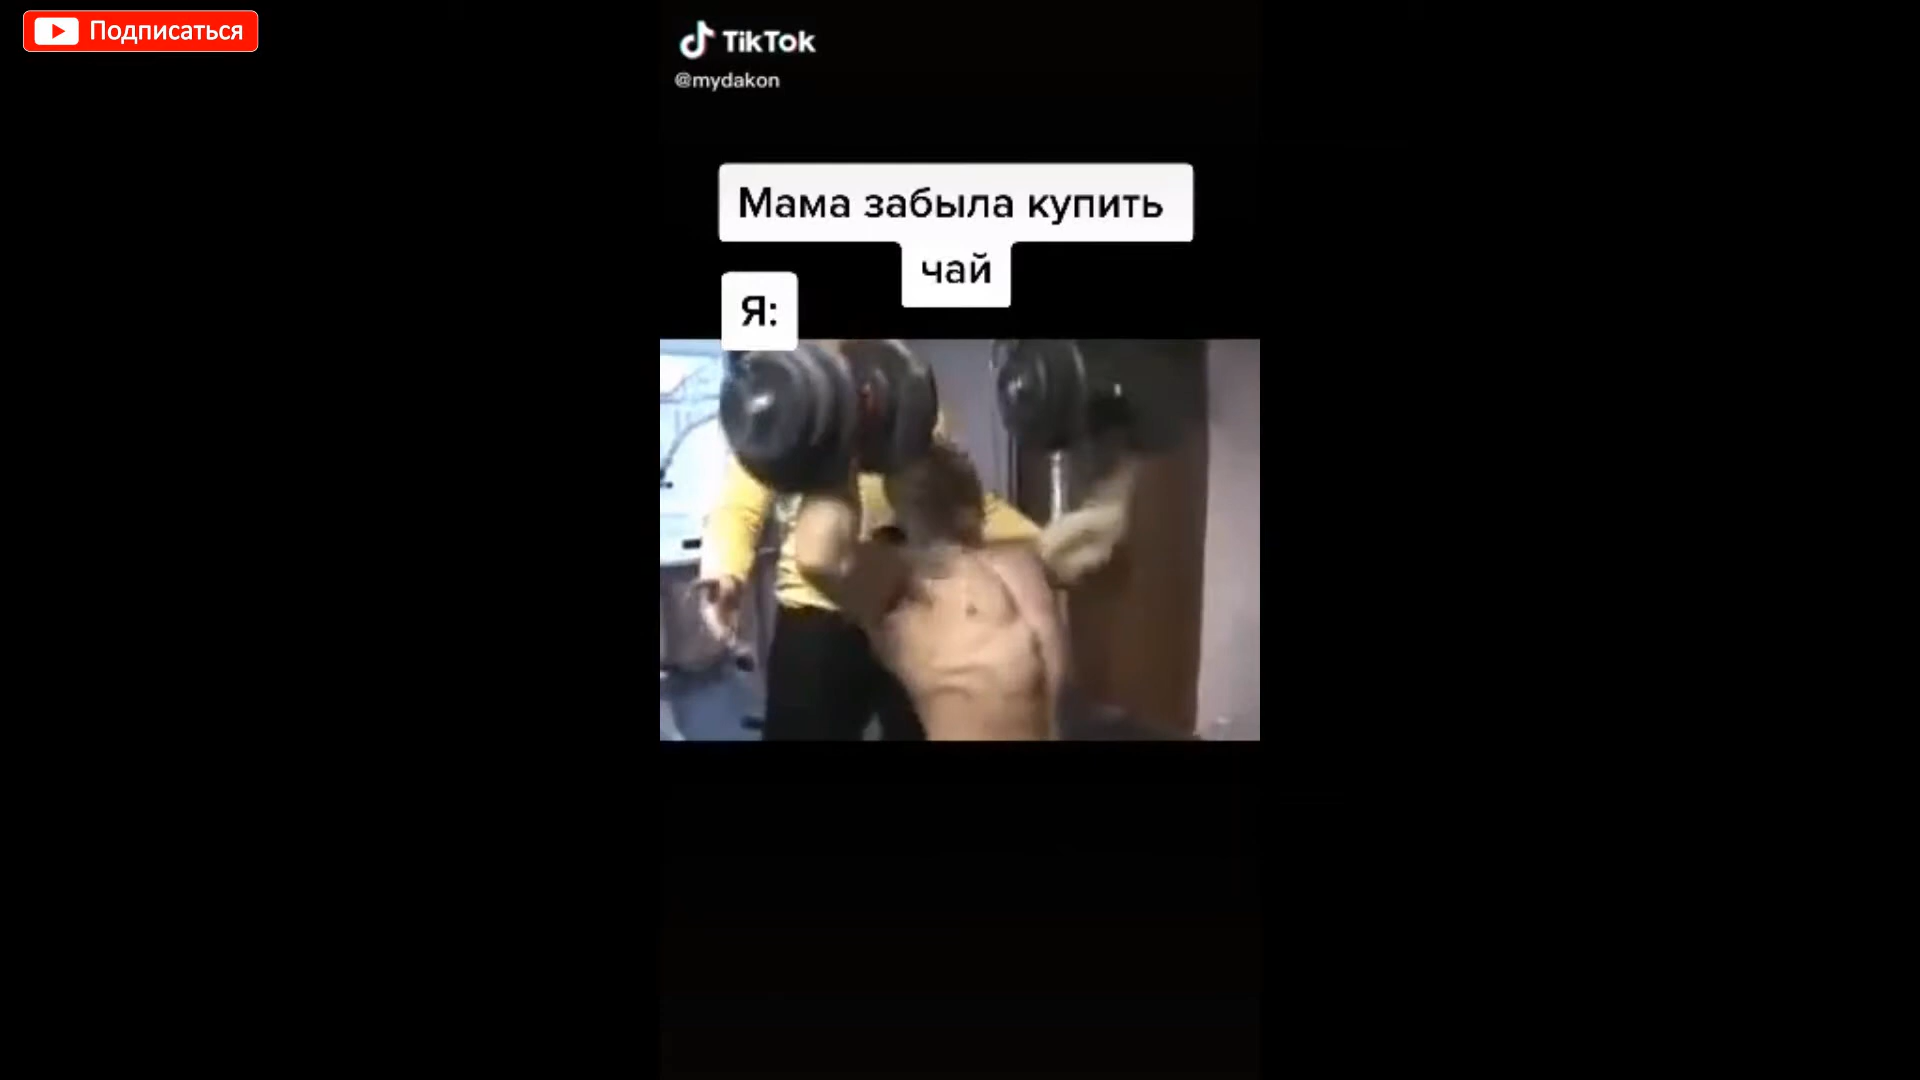 Подписаться
TikTok
@mydakon
Мама забыла купить
чай
Я: